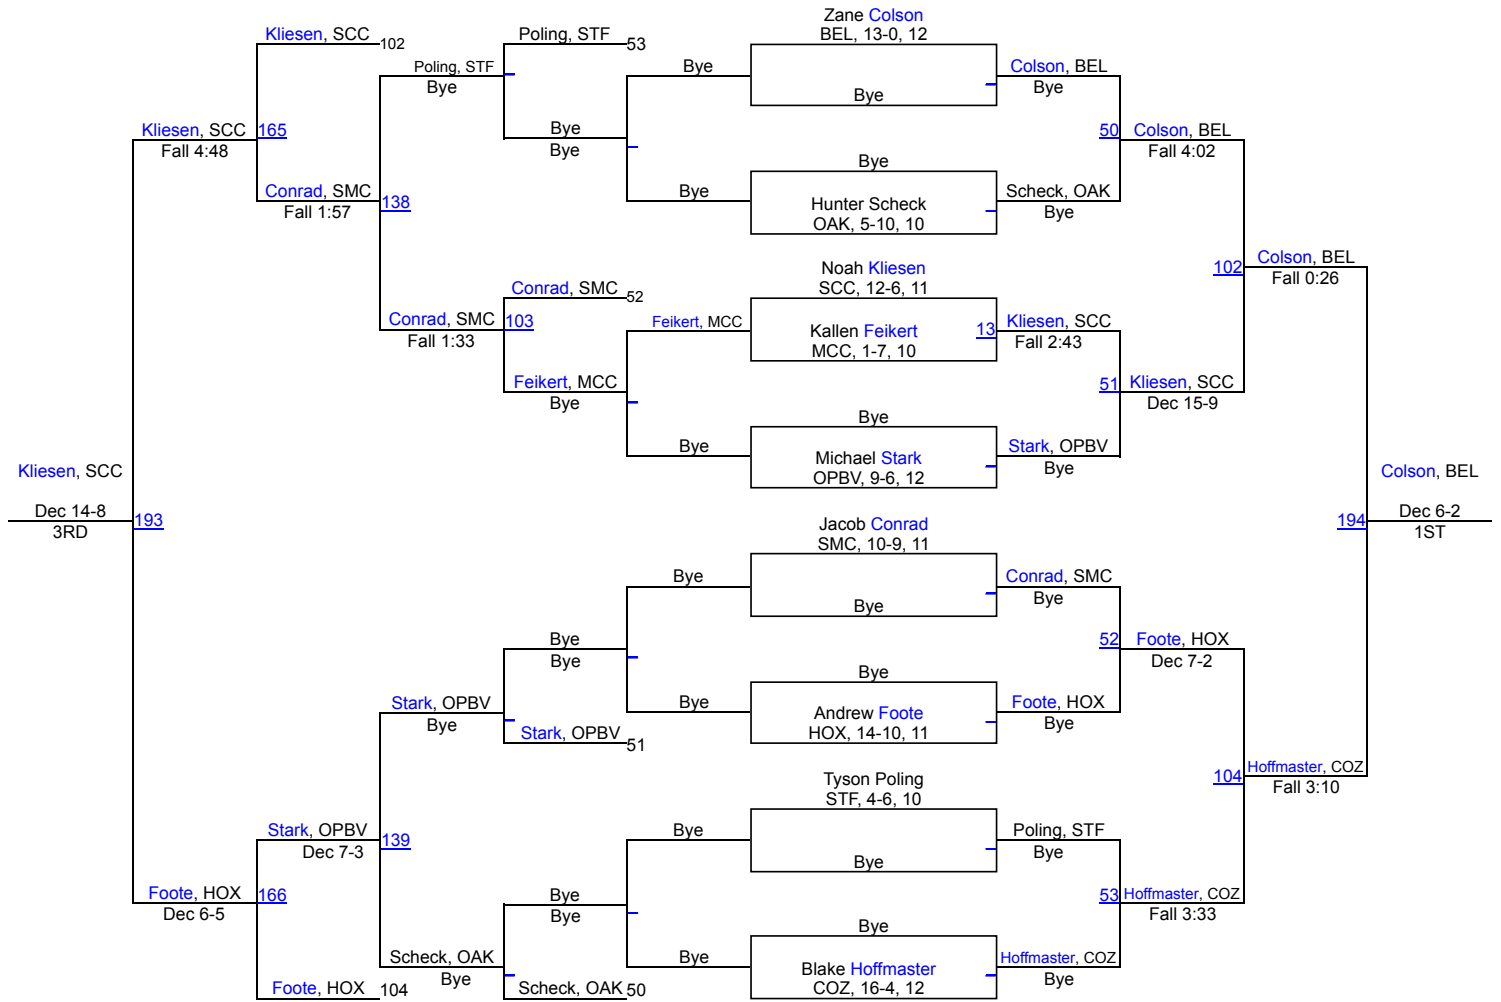 Zane Colson
BEL, 13-0, 12
Kliesen, SCC 102
Poling, STF 53
Poling, STF
Bye
Bye
Bye
Colson, BEL
Bye
Kliesen, SCC 165
Fall 4:48
Bye
Bye
50 Colson, BEL
Fall 4:02
Bye
Conrad, SMC 138
Fall 1:57
Bye
Hunter Scheck
OAK, 5-10, 10
Scheck, OAK
Bye
102 Colson, BEL
Fall 0:26
Noah Kliesen
SCC, 12-6, 11
Conrad, SMC 52
Conrad, SMC 103
Fall 1:33
Feikert, MCC
Kallen Feikert 13
MCC, 1-7, 10
Kliesen, SCC
Fall 2:43
Feikert, MCC
Bye
51 Kliesen, SCC
Dec 15-9
Bye
Bye
Michael Stark
OPBV, 9-6, 12
Stark, OPBV
Bye
Kliesen, SCC
Dec 14-8 193
3RD
Colson, BEL
194 Dec 6-2
1ST
Jacob Conrad
SMC, 10-9, 11
Bye
Bye
Conrad, SMC
Bye
Bye
Bye
52 Foote, HOX
Dec 7-2
Bye
Stark, OPBV
Bye
Stark, OPBV 51
Bye
Andrew Foote
HOX, 14-10, 11
Foote, HOX
Bye
104 Hoffmaster, COZ
Fall 3:10
Tyson Poling
STF, 4-6, 10
Stark, OPBV 139
Dec 7-3
Bye
Bye
Poling, STF
Bye
Foote, HOX 166
Dec 6-5
Bye
Bye
53 Hoffmaster, COZ
Fall 3:33
Bye
Scheck, OAK
Bye
Bye
Blake Hoffmaster
COZ, 16-4, 12
Hoffmaster, COZ
Bye
Foote, HOX 104
Scheck, OAK 50